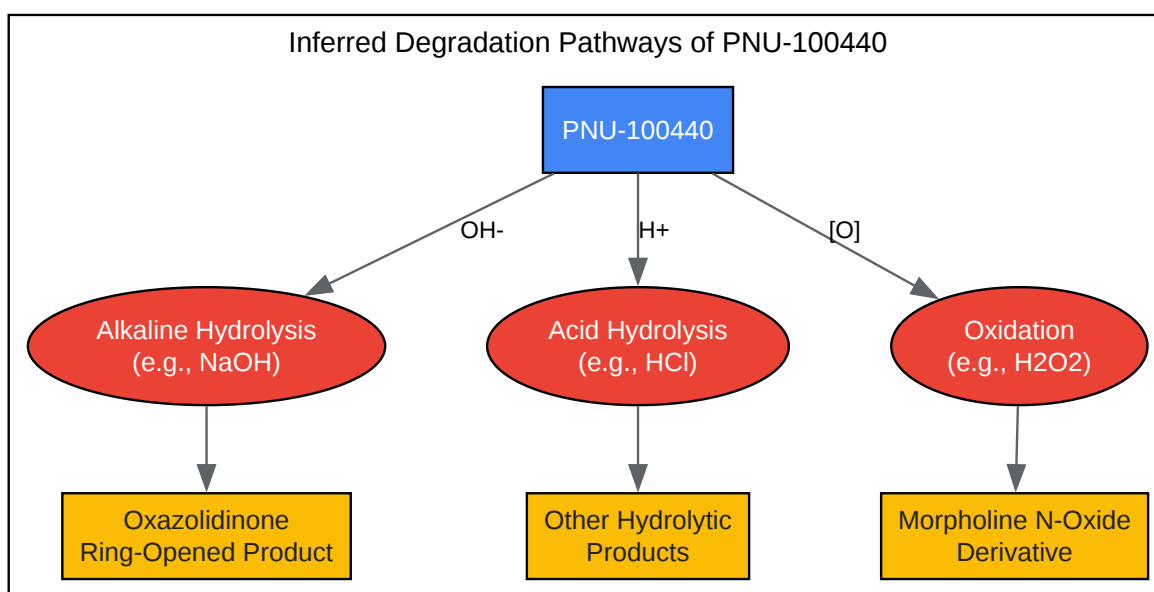 Inferred Degradation Pathways of PNU-100440
PNU-100440
OH-
H+
[O]
Alkaline Hydrolysis
(e.g., NaOH)
Acid Hydrolysis
(e.g., HCl)
Oxidation
(e.g., H2O2)
Oxazolidinone
Ring-Opened Product
Other Hydrolytic
Products
Morpholine N-Oxide
Derivative